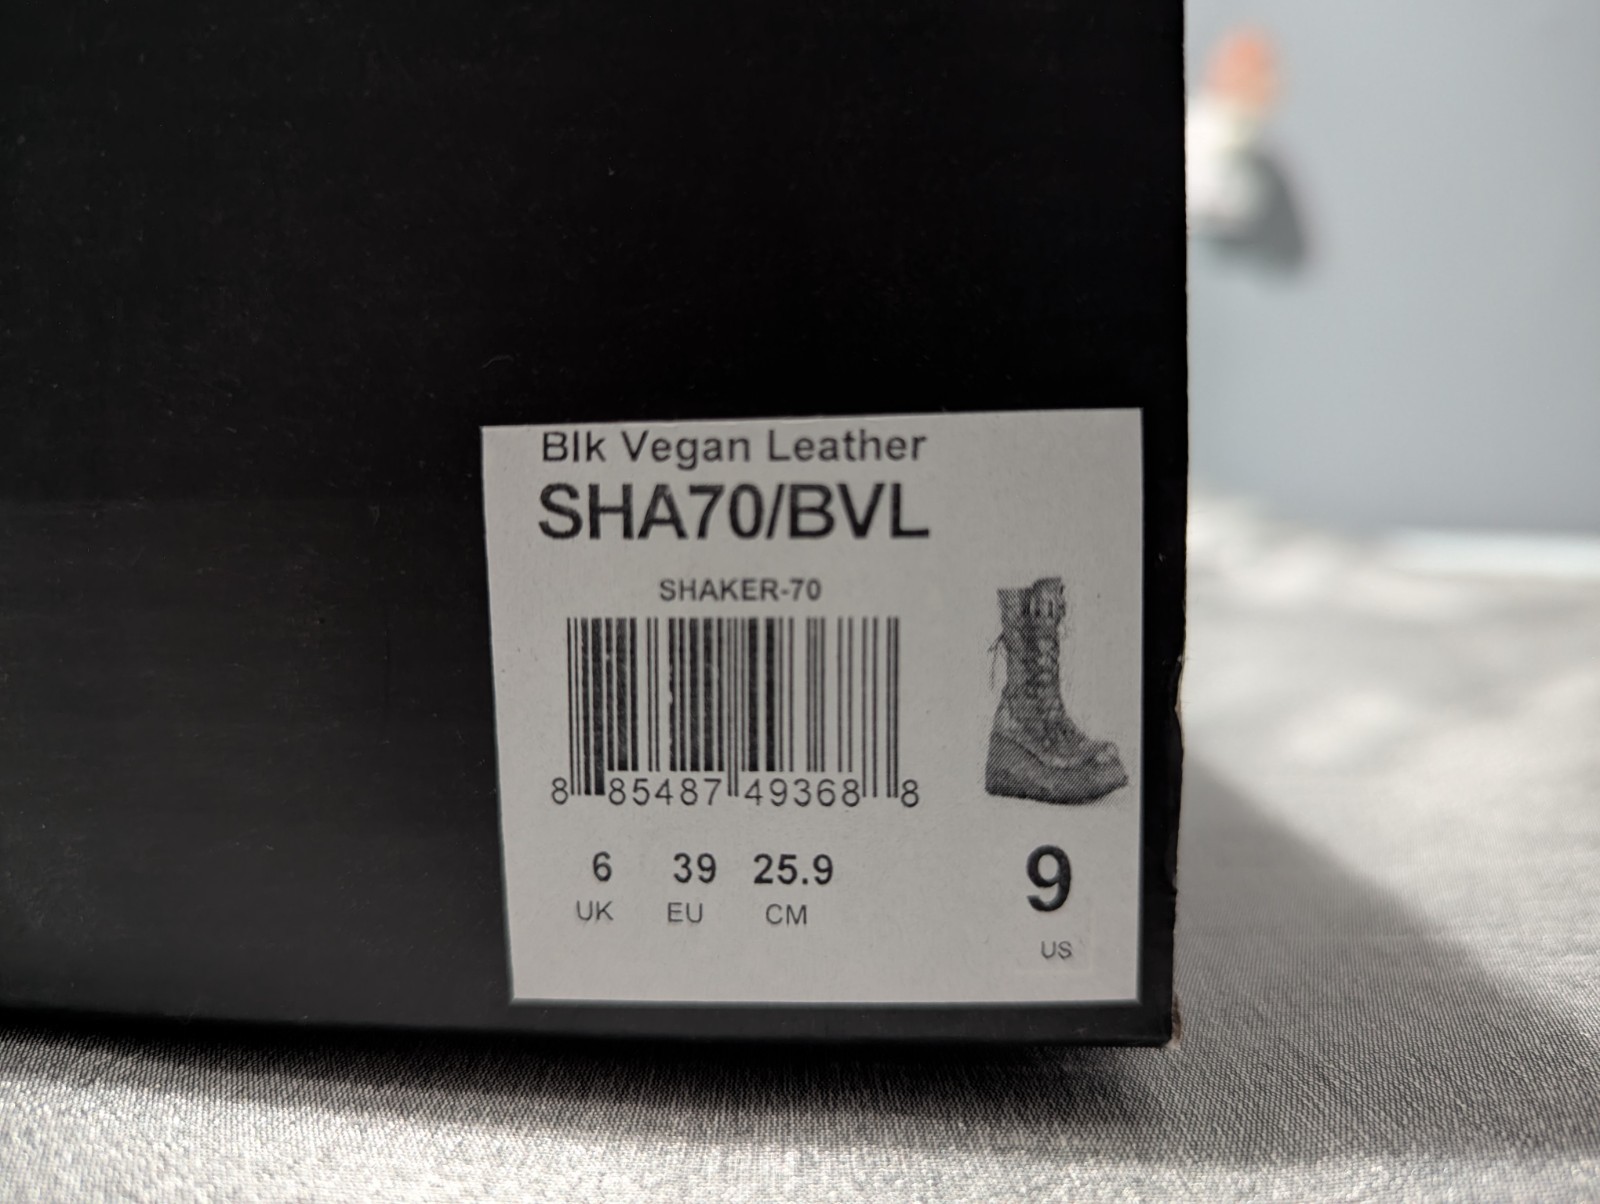 Blk Vegan Leather
SHA70/BVL
SHAKER-70
8 85487 49368 8
6 39 25.9 9
UK EU CM US